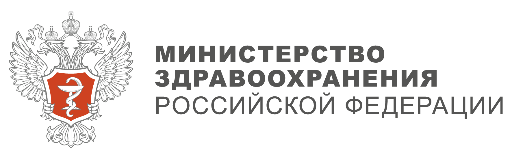 МИНИСТЕРСТВО
ЗДРАВООХРАНЕНИЯ
РОССИЙСКОЙ ФЕДЕРАЦИИ